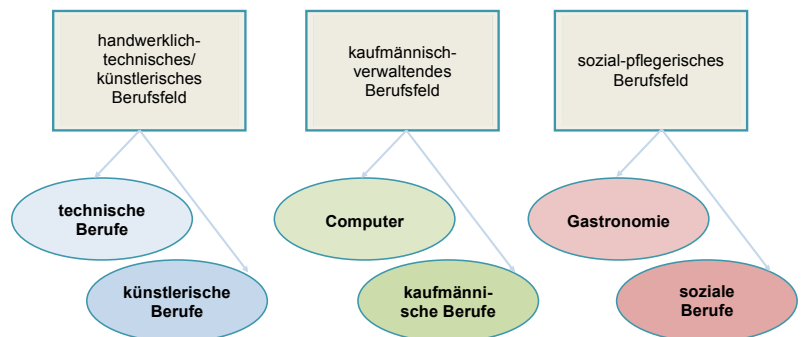 handwerklich-
technisches/
künstlerisches
Berufsfeld
kaufmännisch-
verwaltendes
Berufsfeld
sozial-pflegerisches
Berufsfeld
technische
Berufe
Computer
Gastronomie
künstlerische
Berufe
kaufmänni-
sche Berufe
soziale
Berufe